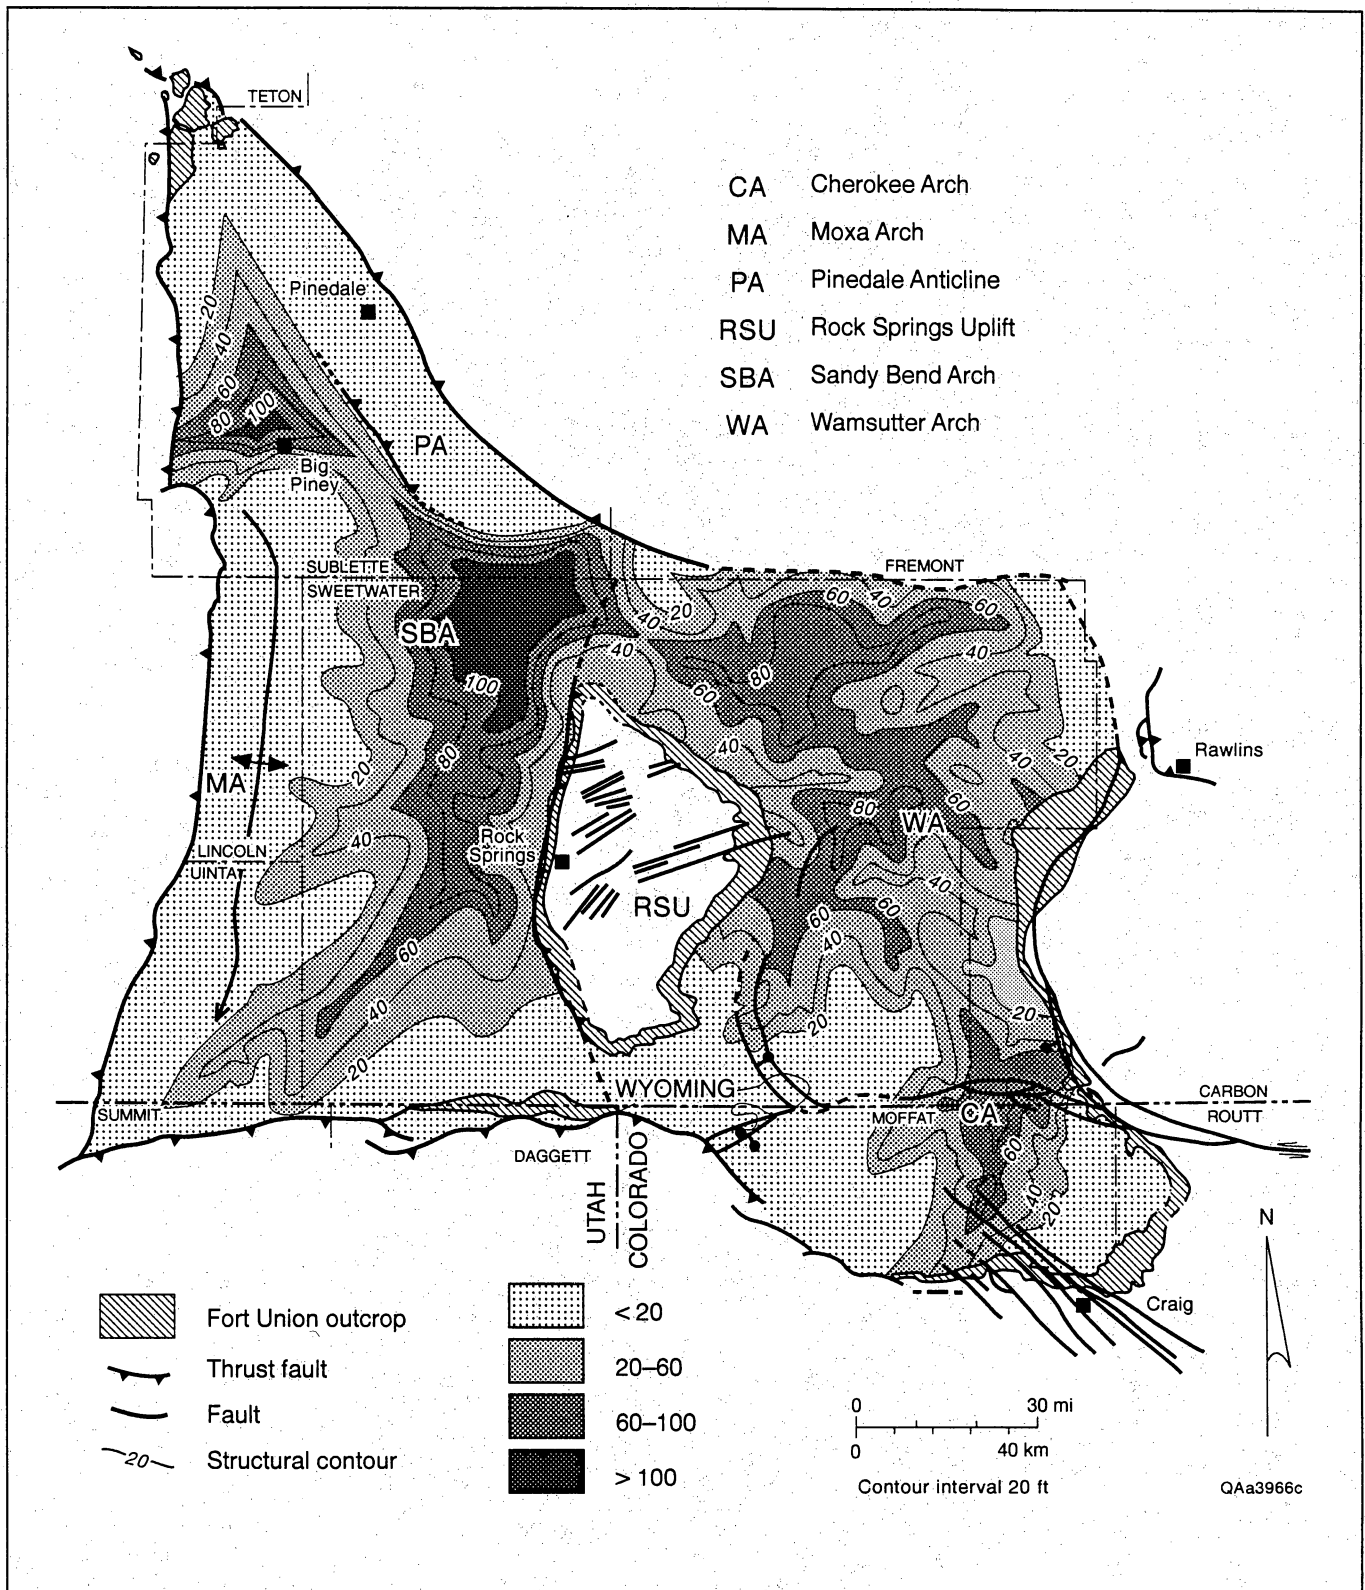 TETON
CA Cherokee Arch
MA Moxa Arch
PA Pinedale Anticline
RSU Rock Springs Uplift
SBA Sandy Bend Arch
WA Wamsutter Arch
Pinedale
20
40
60
80
100
PA
Big
Piney
SUBLETTE
SWEETWATER
FREMONT
60
40
60
40
20
SBA
40
40
80
60
100
40
40
20
Rawlins
80
20
MA
60
80
WA
40
Rock
Springs
LINCOLN
UINTA
40
60
60
RSU
40
60
40
20
20
20
WYOMING
CARBON
SUMMIT
MOFFAT
CA
ROUTT
DAGGETT
60
40
20
UTAH
COLORADO
N
Craig
Fort Union outcrop
Thrust fault
Fault
20 Structural contour
< 20
20–60
60–100
> 100
0 30 mi
0 40 km
Contour interval 20 ft
QAa3966c